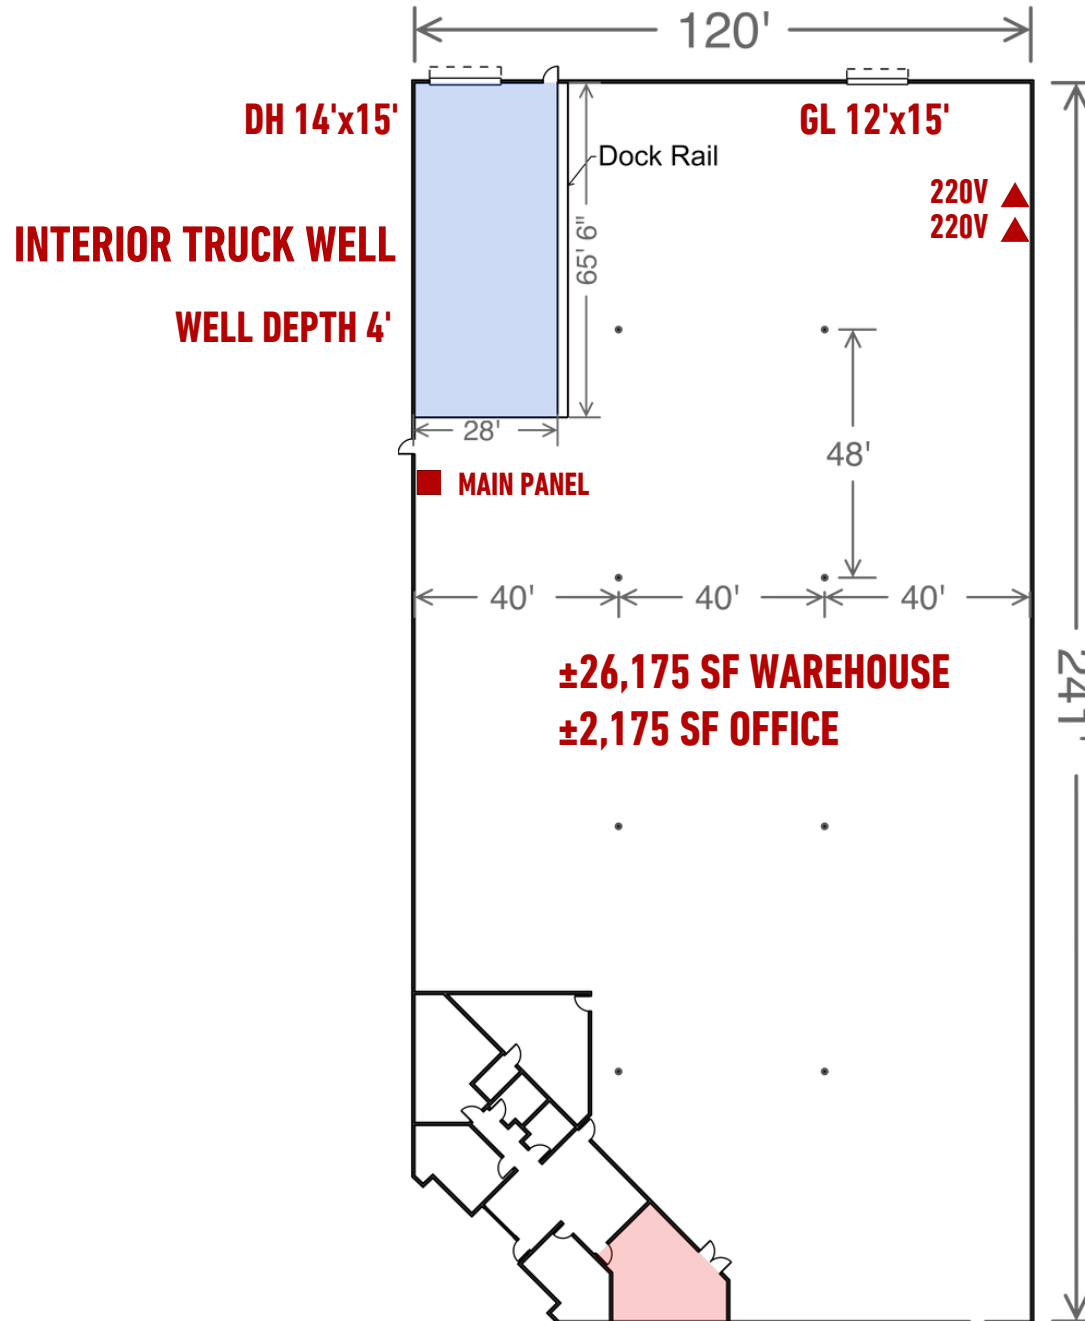 120'
DH 14'x15'
GL 12'x15'
Dock Rail
220V
220V
INTERIOR TRUCK WELL
65' 6"
WELL DEPTH 4'
28'
48'
MAIN PANEL
40'
40'
40'
±26,175 SF WAREHOUSE
±2,175 SF OFFICE
241'